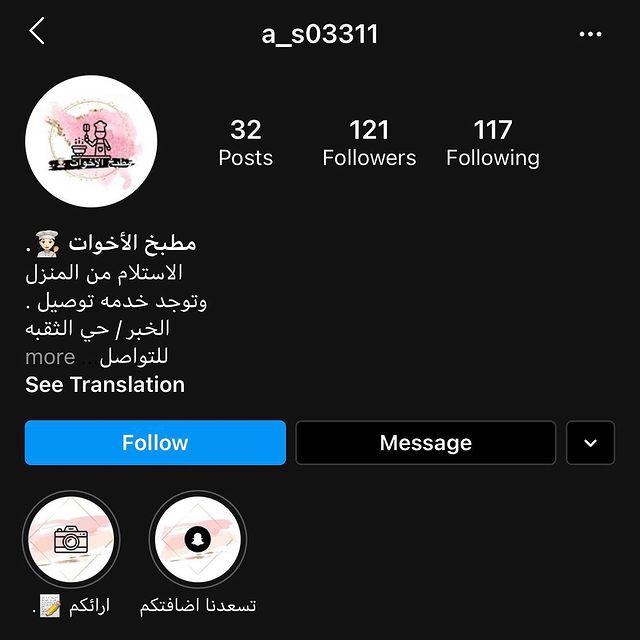 a_s03311
32
Posts
121
Followers
117
Following
مطبخ الأخوات
مطبخ الأخوات 👩🏻‍🍳 .
الاستلام من المنزل
وتوجد خدمه توصيل .
الخبر / حي الثقبه
للتواصل... more
See Translation
Follow
Message
ارائكم 📝 .
تسعدنا اضافتكم